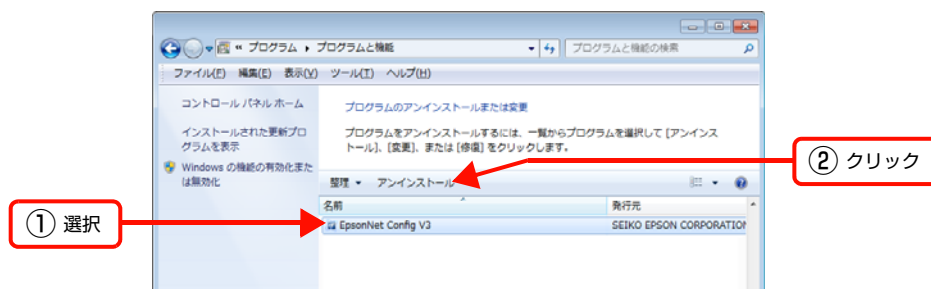 « プログラム ▸ プログラムと機能
プログラムと機能の検索
ファイル(F) 編集(E) 表示(V) ツール(T) ヘルプ(H)
コントロール パネル ホーム
インストールされた更新プロ
グラムを表示
Windows の機能の有効化また
は無効化
プログラムのアンインストールまたは変更
プログラムをアンインストールするには、一覧からプログラムを選択して [アンインス
トール]、[変更]、または [修復] をクリックします。
整理 ▼ アンインストール
名前 発行元
EpsonNet Config V3 SEIKO EPSON CORPORATION
① 選択
② クリック